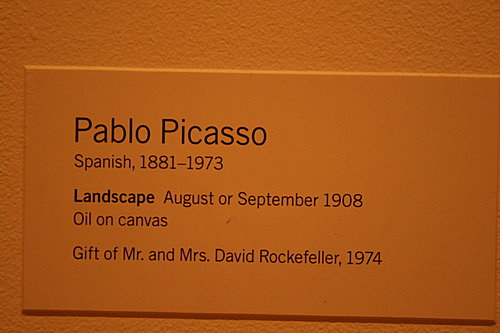 Pablo Picasso
Spanish, 1881–1973
Landscape August or September 1908
Oil on canvas
Gift of Mr. and Mrs. David Rockefeller, 1974